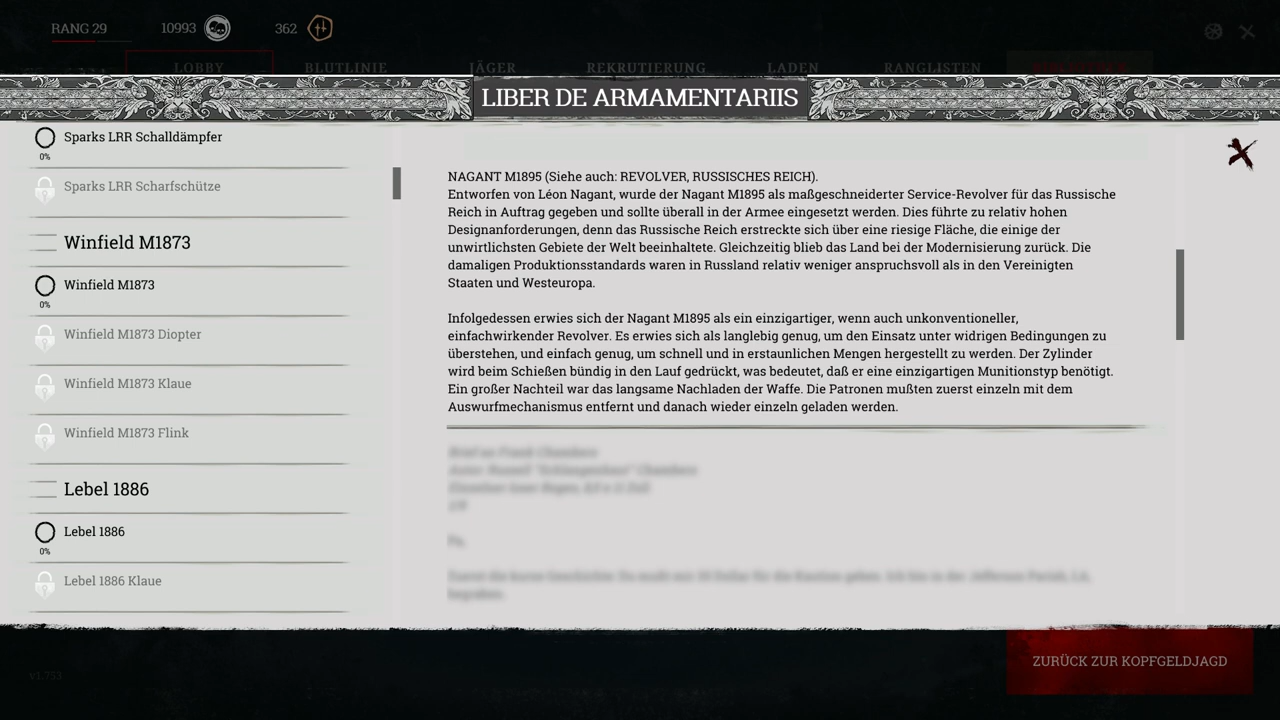 RANG 29
10993
362
LOBBY
BLUTLINIE
JÄGER
REKRUTIERUNG
LADEN
RANGLISTEN
LIBER DE ARMAMENTARIIS
Sparks LRR Schalldämpfer
0%
Sparks LRR Scharfschütze
Winfield M1873
Winfield M1873
0%
Winfield M1873 Diopter
Winfield M1873 Klaue
Winfield M1873 Flink
Lebel 1886
Lebel 1886
0%
Lebel 1886 Klaue
NAGANT M1895 (Siehe auch: REVOLVER, RUSSISCHES REICH).
Entworfen von Léon Nagant, wurde der Nagant M1895 als maßgeschneiderter Service-Revolver für das Russische
Reich in Auftrag gegeben und sollte überall in der Armee eingesetzt werden. Dies führte zu relativ hohen
Designanforderungen, denn das Russische Reich erstreckte sich über eine riesige Fläche, die einige der
unwirtlichsten Gebiete der Welt beeinhaltete. Gleichzeitig blieb das Land bei der Modernisierung zurück. Die
damaligen Produktionsstandards waren in Russland relativ weniger anspruchsvoll als in den Vereinigten
Staaten und Westeuropa.
Infolgedessen erwies sich der Nagant M1895 als ein einzigartiger, wenn auch unkonventioneller,
einfachwirkender Revolver. Es erwies sich als langlebig genug, um den Einsatz unter widrigen Bedingungen zu
überstehen, und einfach genug, um schnell und in erstaunlichen Mengen hergestellt zu werden. Der Zylinder
wird beim Schießen bündig in den Lauf gedrückt, was bedeutet, daß er eine einzigartigen Munitionstyp benötigt.
Ein großer Nachteil war das langsame Nachladen der Waffe. Die Patronen mußten zuerst einzeln mit dem
Auswurfmechanismus entfernt und danach wieder einzeln geladen werden.
ZURÜCK ZUR KOPFGELDJAGD
v1.753